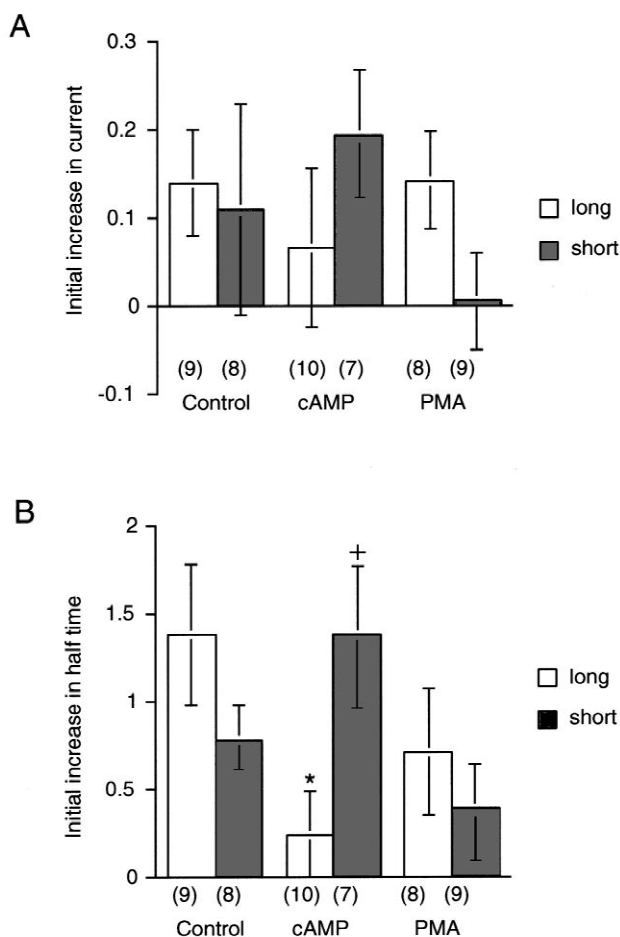 A
Initial increase in current
0.3
0.2
0.1
0
-0.1
(9) (8) (10) (7) (8) (9)
Control cAMP PMA
long
short
B
Initial increase in half time
2
1.5
1
0.5
0
* +
(9) (8) (10) (7) (8) (9)
Control cAMP PMA
long
short